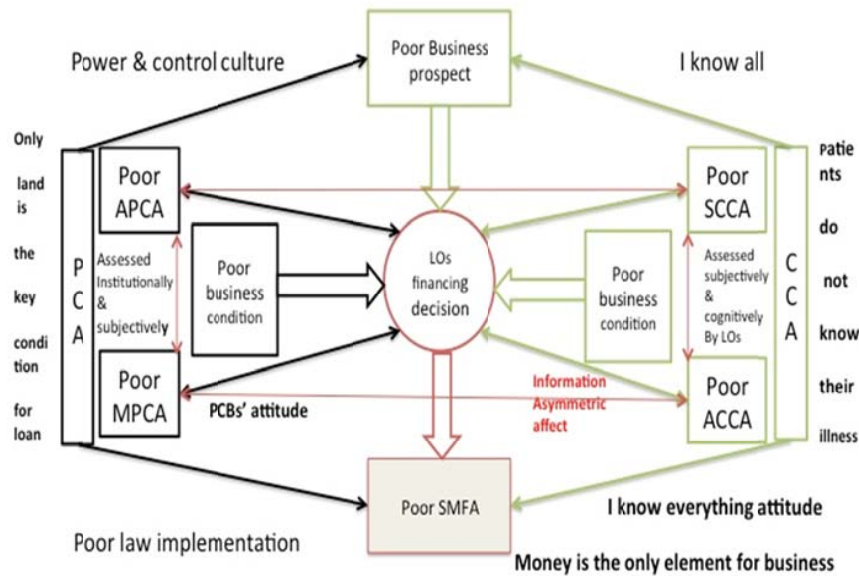 Power & control culture
Poor Business
prospect
I know all
Only
land
is
the
key
condi
tion
for
loan
P
C
A
Poor
APCA
Assessed
Institutionally
&
subjectively
Poor
MPCA
Poor
business
condition
LOs
financing
decision
Poor
business
condition
Poor
SCCA
Assessed
subjectively
&
cognitively
By LOs
Poor
ACCA
C
C
A
Patie
nts
do
not
know
their
illness
PCBs' attitude
Information
Asymmetric
affect
Poor SMFA
I know everything attitude
Poor law implementation
Money is the only element for business